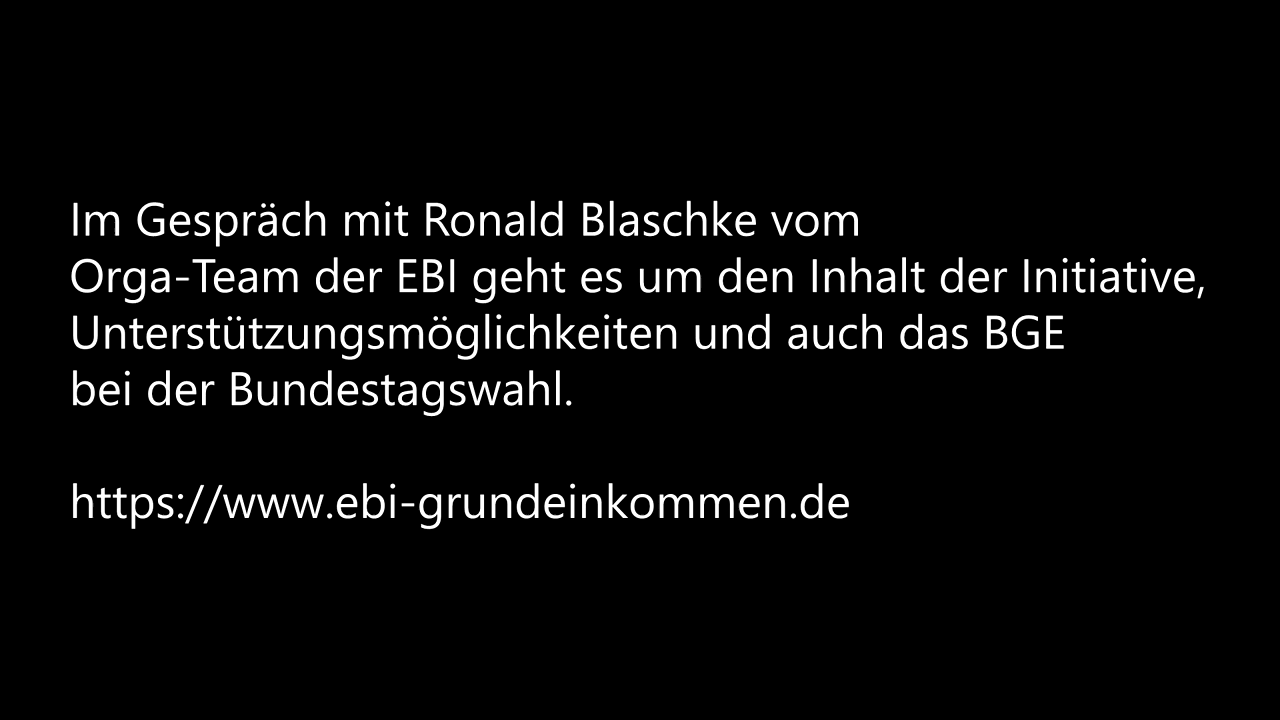 Im Gespräch mit Ronald Blaschke vom
Orga-Team der EBI geht es um den Inhalt der Initiative,
Unterstützungsmöglichkeiten und auch das BGE
bei der Bundestagswahl.
https://www.ebi-grundeinkommen.de